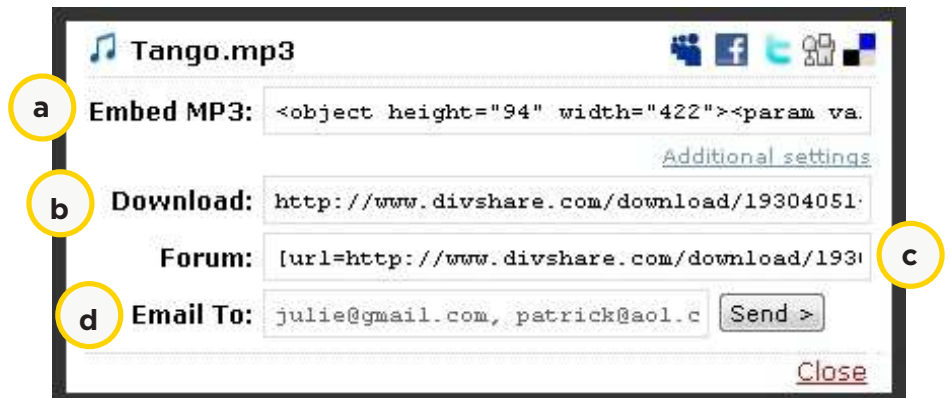 Tango.mp3
a Embed MP3: <object height="94" width="422"><param va.
Additional settings
b Download: http://www.divshare.com/download/19304051-
Forum: [url=http://www.divshare.com/download/193 c
d Email To: julie@gmail.com, patrick@aol.c Send >
Close